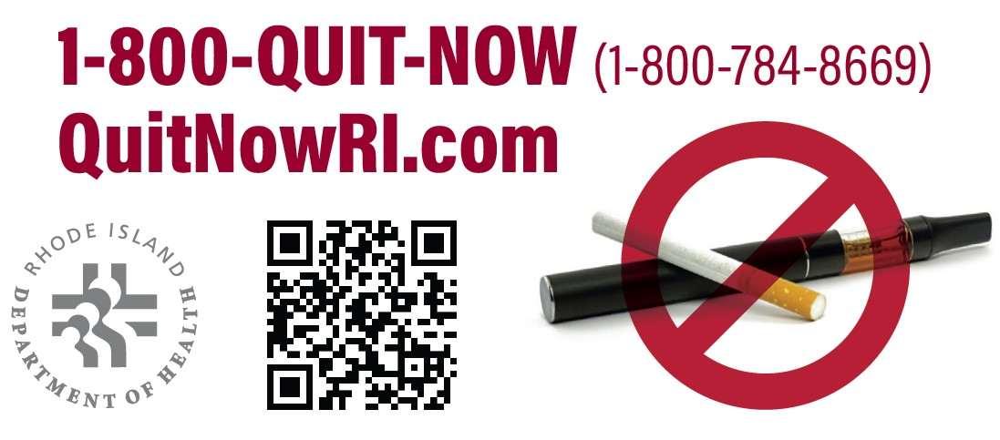 1-800-QUIT-NOW (1-800-784-8669)
QuitNowRI.com
RHODE ISLAND
DEPARTMENT OF HEALTH